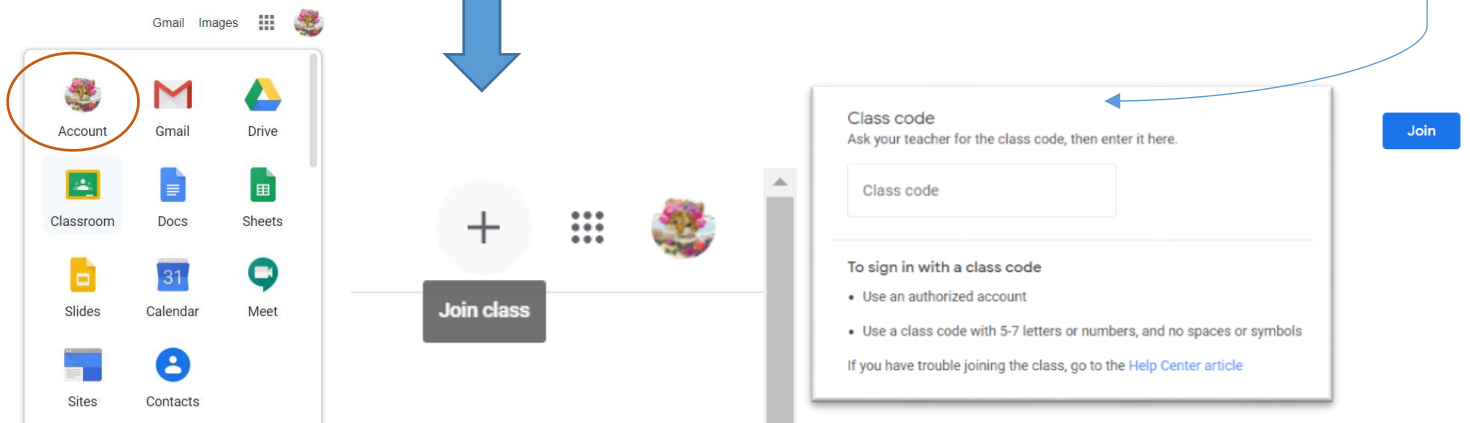 Gmail Images
Account Gmail Drive
Classroom Docs Sheets
Slides 31 Calendar Meet
Sites Contacts
Join class
Class code
Ask your teacher for the class code, then enter it here.
Class code
To sign in with a class code
• Use an authorized account
• Use a class code with 5-7 letters or numbers, and no spaces or symbols
If you have trouble joining the class, go to the Help Center article
Join